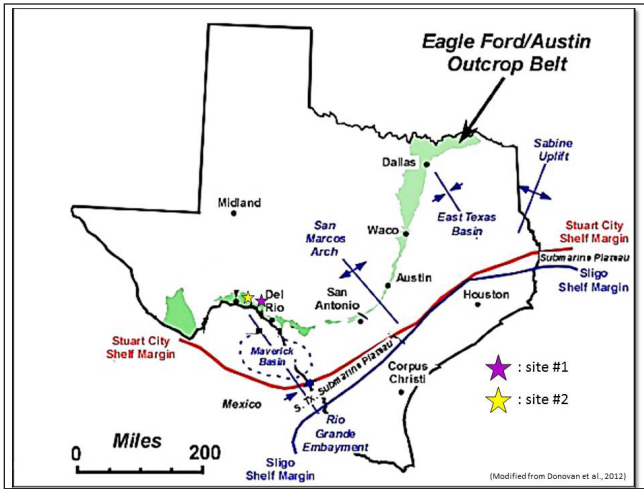 Eagle Ford/Austin
Outcrop Belt
Sabine
Uplift
Dallas
Midland
East Texas
Basin
San
Marcos
Arch
Waco
Stuart City
Shelf Margin
Submarine Plateau
Sligo
Shelf Margin
Austin
Del
Rio
San
Antonio
Houston
Stuart City
Shelf Margin
Maverick
Basin
S. TX. Submarine Plateau
Corpus
Christi
: site #1
: site #2
Mexico
Rio
Grande
Embayment
Miles
0
200
Sligo
Shelf Margin
(Modified from Donovan et al., 2012)